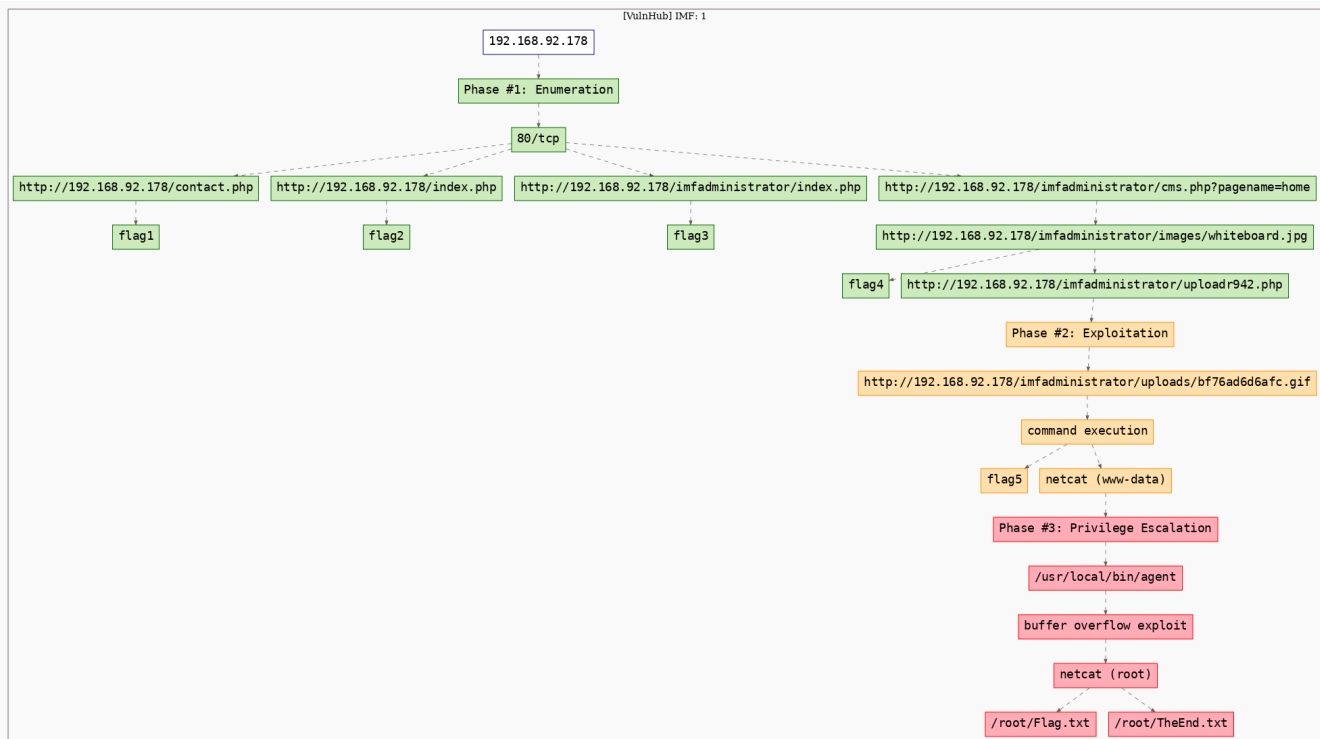 [VulnHub] IMF: 1
192.168.92.178
Phase #1: Enumeration
80/tcp
http://192.168.92.178/contact.php
http://192.168.92.178/index.php
http://192.168.92.178/imfadministrator/index.php
http://192.168.92.178/imfadministrator/cms.php?pagename=home
flag1
flag2
flag3
http://192.168.92.178/imfadministrator/images/whiteboard.jpg
flag4
http://192.168.92.178/imfadministrator/uploadr942.php
Phase #2: Exploitation
http://192.168.92.178/imfadministrator/uploads/bf76ad6d6afc.gif
command execution
flag5
netcat (www-data)
Phase #3: Privilege Escalation
/usr/local/bin/agent
buffer overflow exploit
netcat (root)
/root/Flag.txt
/root/TheEnd.txt